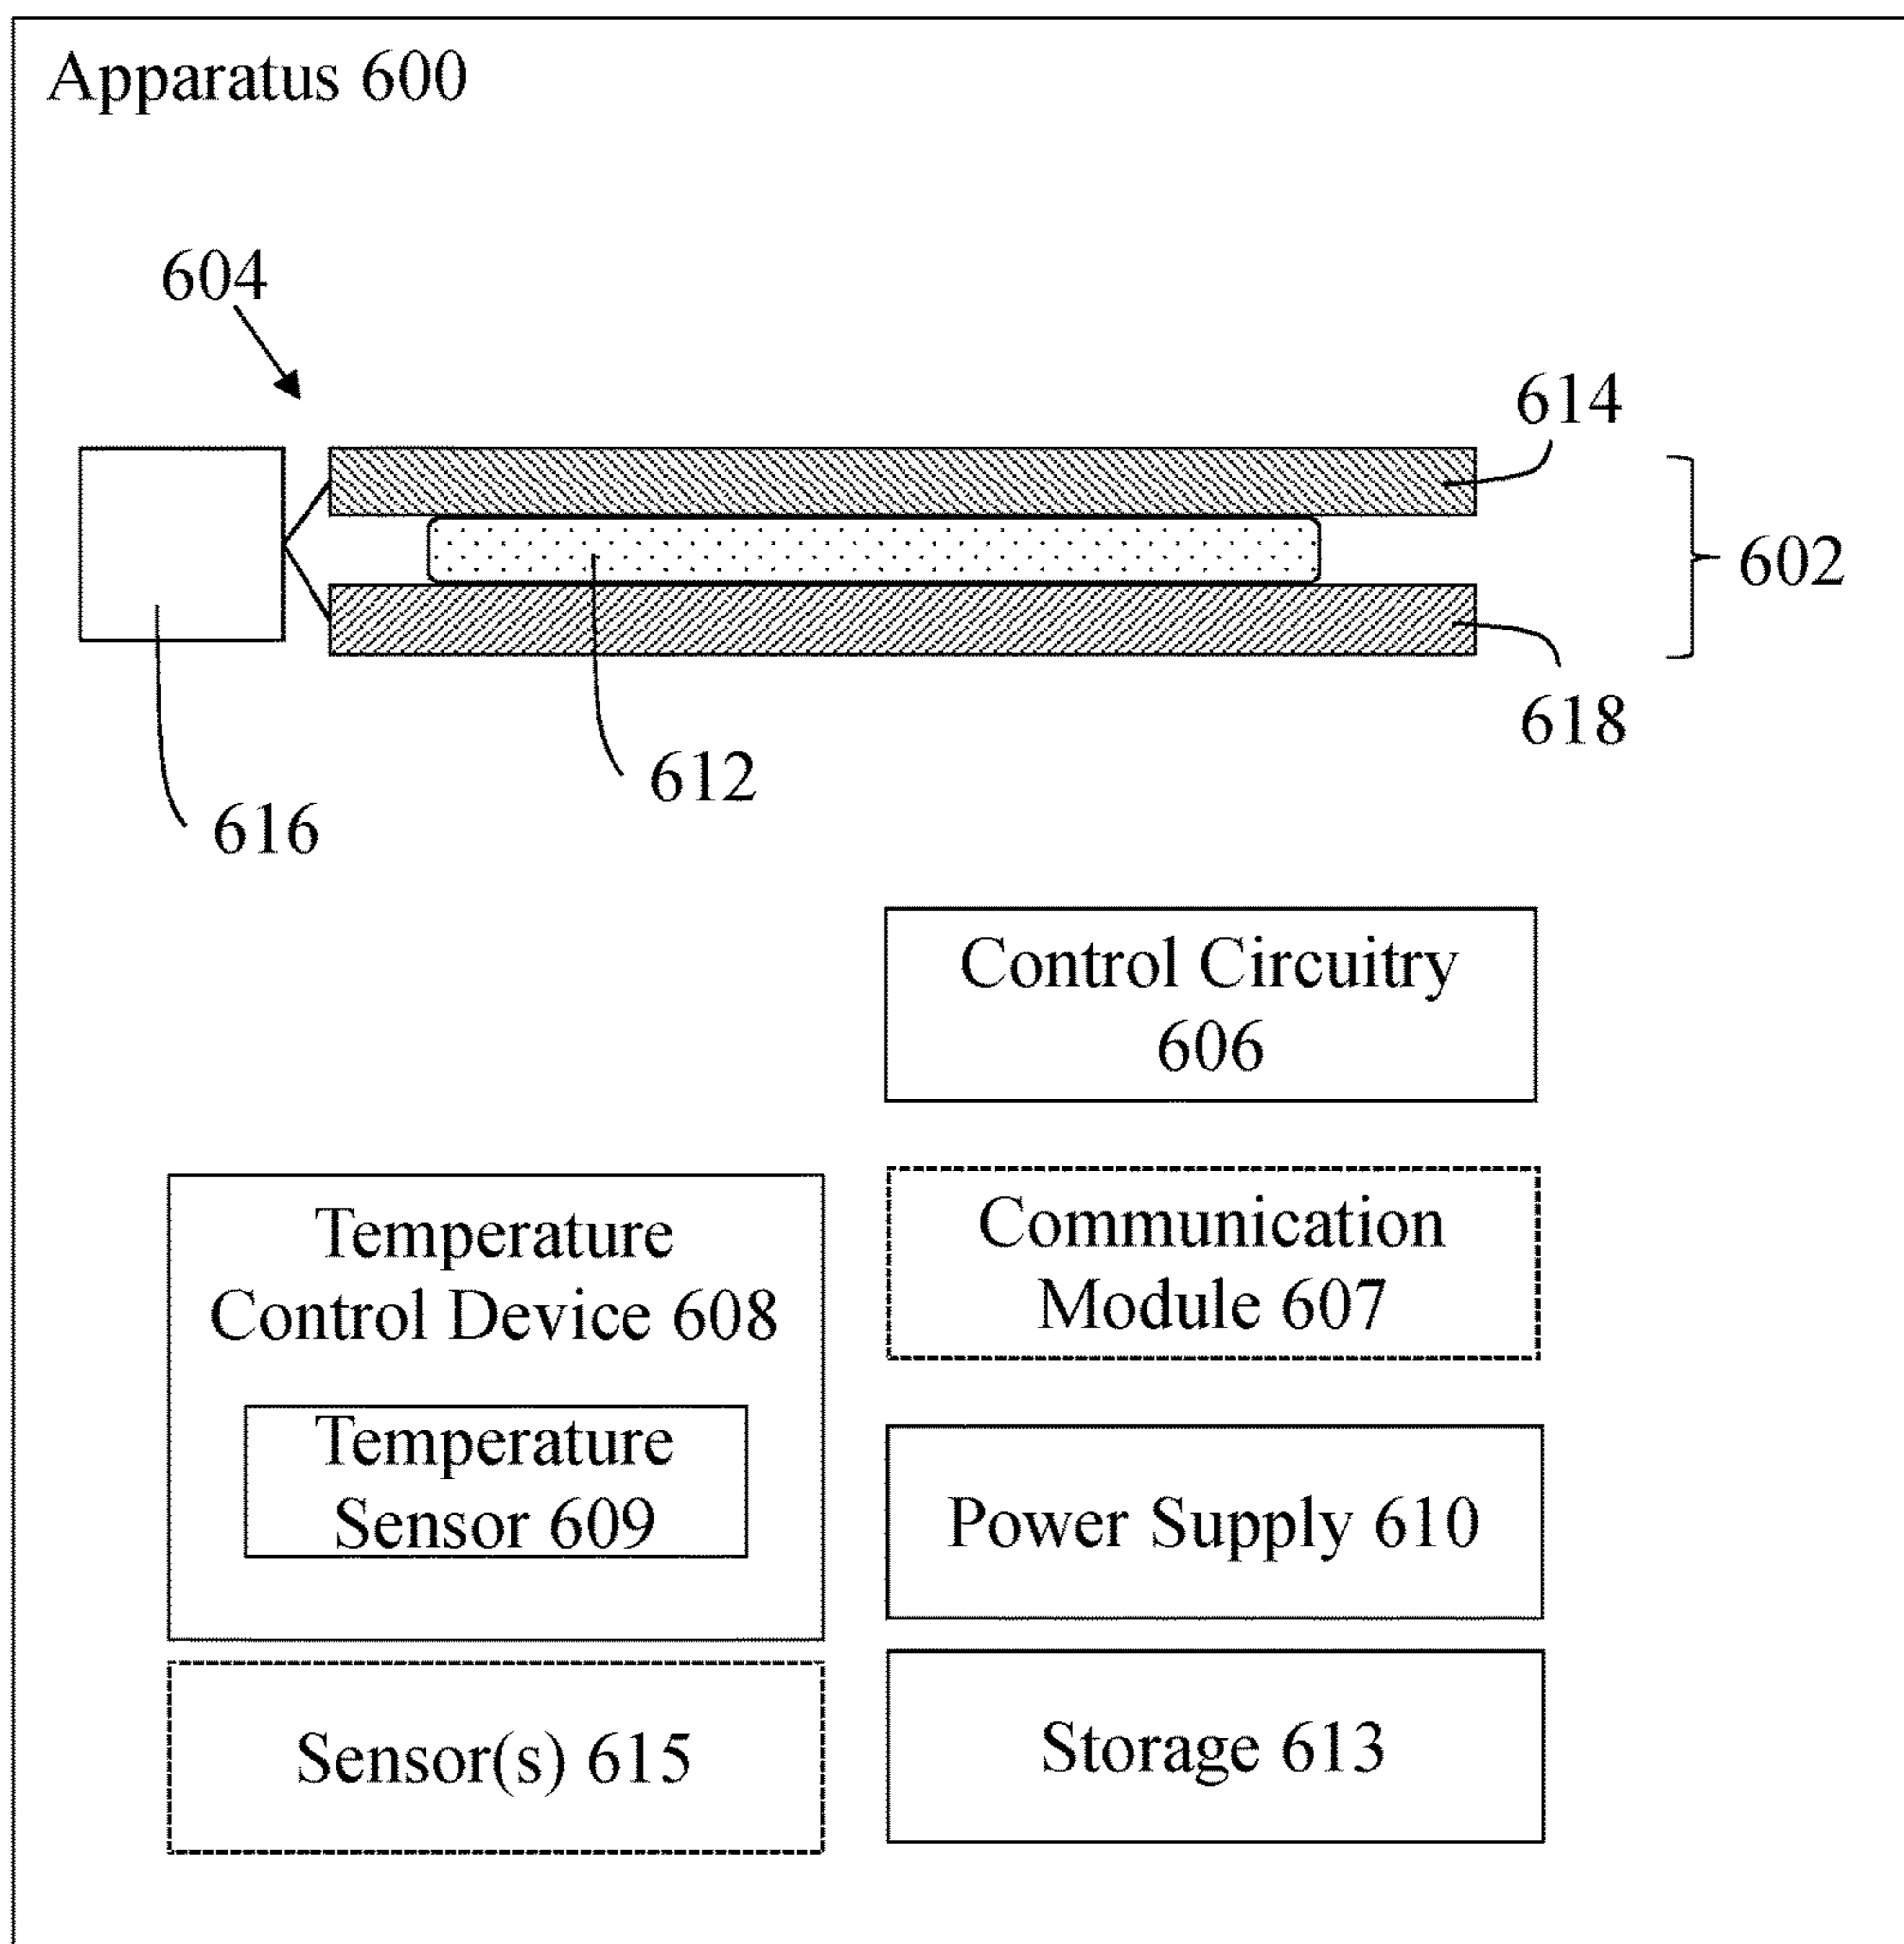 Apparatus 600
604
614
602
618
612
616
Control Circuitry
606
Temperature
Control Device 608
Communication
Module 607
Temperature
Sensor 609
Power Supply 610
Sensor(s) 615
Storage 613